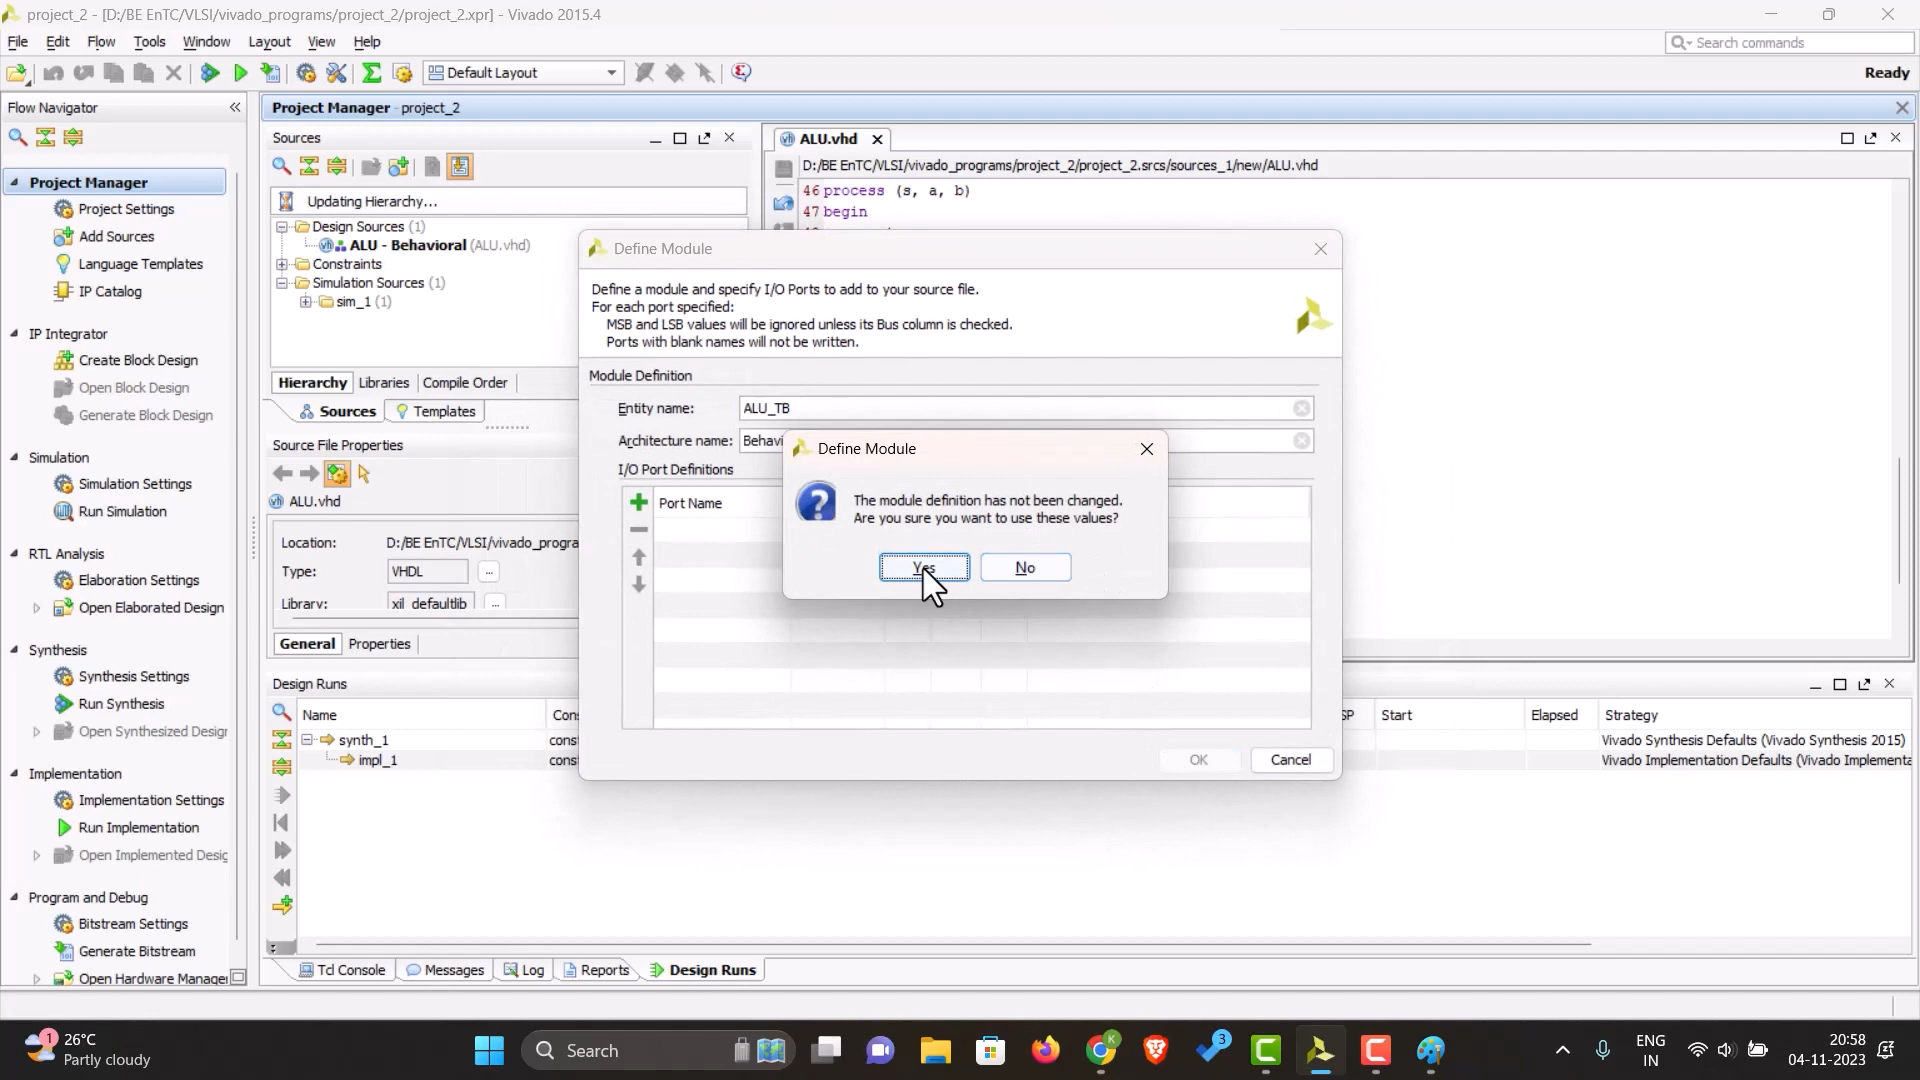 project_2 - [D:/BE EnTC/VLSI/vivado_programs/project_2/project_2.xpr] - Vivado 2015.4
File Edit Flow Tools Window Layout View Help
Search commands
Default Layout
Ready
Flow Navigator
Project Manager - project_2
Project Manager
Project Settings
Add Sources
Language Templates
IP Catalog
IP Integrator
Create Block Design
Open Block Design
Generate Block Design
Simulation
Simulation Settings
Run Simulation
RTL Analysis
Elaboration Settings
Open Elaborated Design
Synthesis
Synthesis Settings
Run Synthesis
Open Synthesized Design
Implementation
Implementation Settings
Run Implementation
Open Implemented Desig
Program and Debug
Bitstream Settings
Generate Bitstream
Open Hardware Manager
Sources
Updating Hierarchy...
Design Sources (1)
ALU - Behavioral (ALU.vhd)
Constraints
Simulation Sources (1)
sim_1 (1)
Hierarchy Libraries Compile Order
Sources Templates
Source File Properties
ALU.vhd
Location: D:/BE EnTC/VLSI/vivado_progra
Type: VHDL ...
Library: xil_defaultlib ...
General Properties
ALU.vhd
D:/BE EnTC/VLSI/vivado_programs/project_2/project_2.srcs/sources_1/new/ALU.vhd
46 process (s, a, b)
47 begin
Define Module
Define a module and specify I/O Ports to add to your source file.
For each port specified:
MSB and LSB values will be ignored unless its Bus column is checked.
Ports with blank names will not be written.
Module Definition
Entity name: ALU_TB
Architecture name: Behavi
I/O Port Definitions
Port Name
OK Cancel
Define Module
The module definition has not been changed.
Are you sure you want to use these values?
Yes No
Design Runs
Name Cons SP Start Elapsed Strategy
synth_1 const Vivado Synthesis Defaults (Vivado Synthesis 2015)
impl_1 const Vivado Implementation Defaults (Vivado Implementa
Tcl Console Messages Log Reports Design Runs
1
26°C
Partly cloudy
Search
K
3
ENG
IN
20:58
04-11-2023